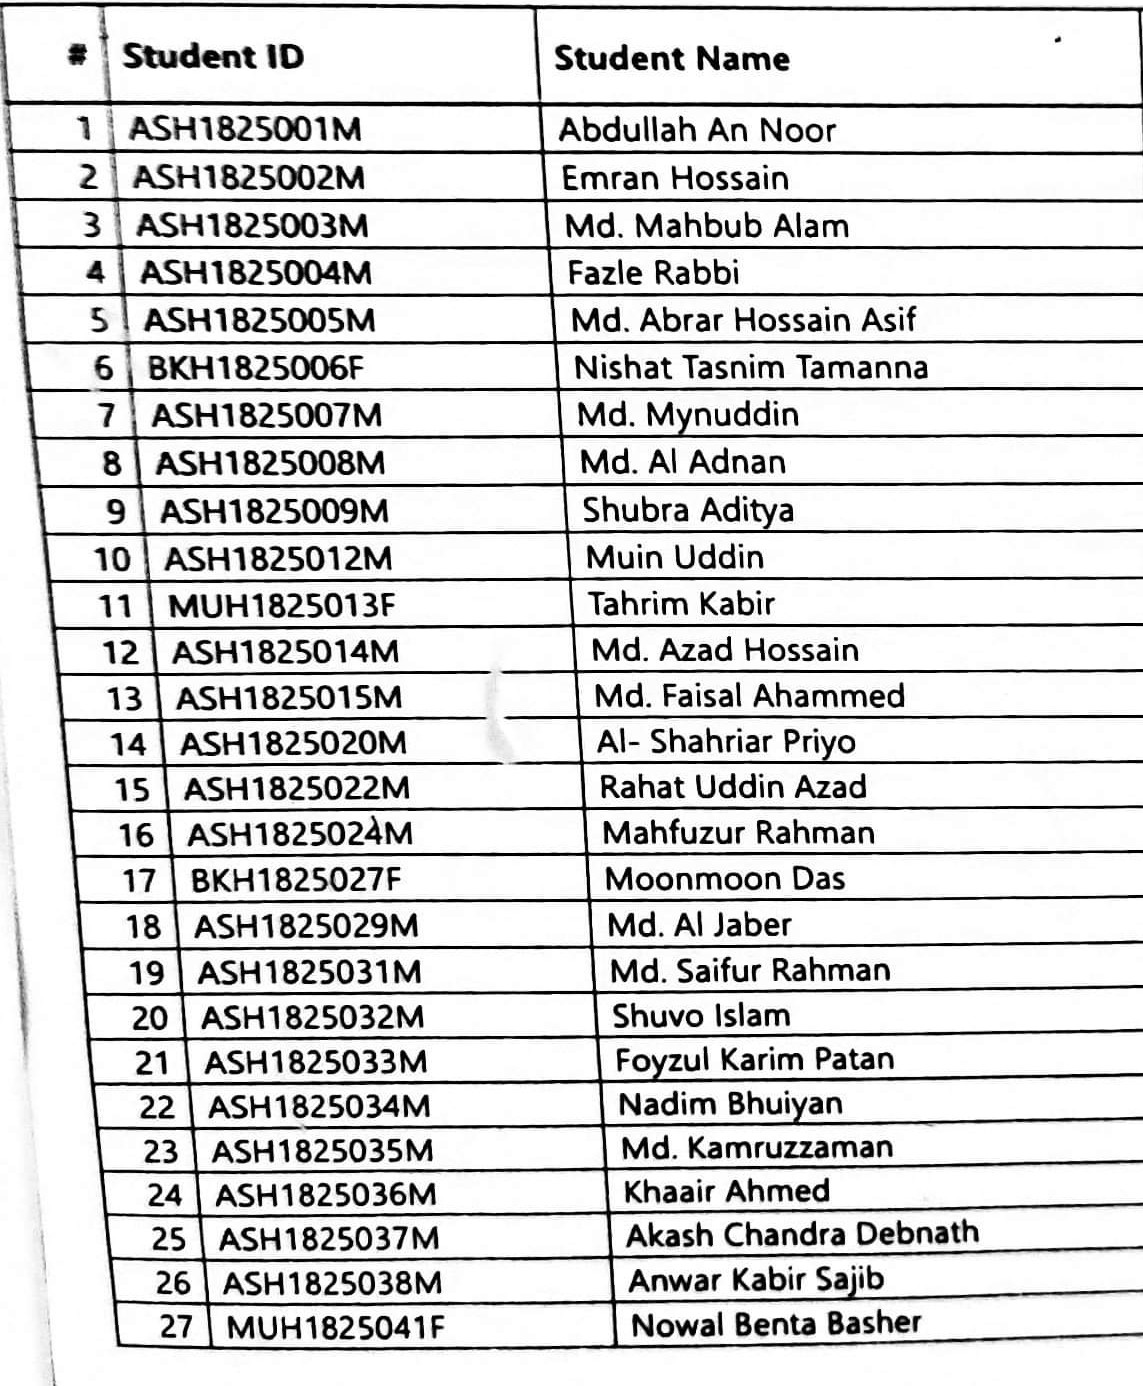 # Student ID Student Name
1 ASH1825001M Abdullah An Noor
2 ASH1825002M Emran Hossain
3 ASH1825003M Md. Mahbub Alam
4 ASH1825004M Fazle Rabbi
5 ASH1825005M Md. Abrar Hossain Asif
6 BKH1825006F Nishat Tasnim Tamanna
7 ASH1825007M Md. Mynuddin
8 ASH1825008M Md. Al Adnan
9 ASH1825009M Shubra Aditya
10 ASH1825012M Muin Uddin
11 MUH1825013F Tahrim Kabir
12 ASH1825014M Md. Azad Hossain
13 ASH1825015M Md. Faisal Ahammed
14 ASH1825020M Al- Shahriar Priyo
15 ASH1825022M Rahat Uddin Azad
16 ASH1825024M Mahfuzur Rahman
17 BKH1825027F Moonmoon Das
18 ASH1825029M Md. Al Jaber
19 ASH1825031M Md. Saifur Rahman
20 ASH1825032M Shuvo Islam
21 ASH1825033M Foyzul Karim Patan
22 ASH1825034M Nadim Bhuiyan
23 ASH1825035M Md. Kamruzzaman
24 ASH1825036M Khaair Ahmed
25 ASH1825037M Akash Chandra Debnath
26 ASH1825038M Anwar Kabir Sajib
27 MUH1825041F Nowal Benta Basher